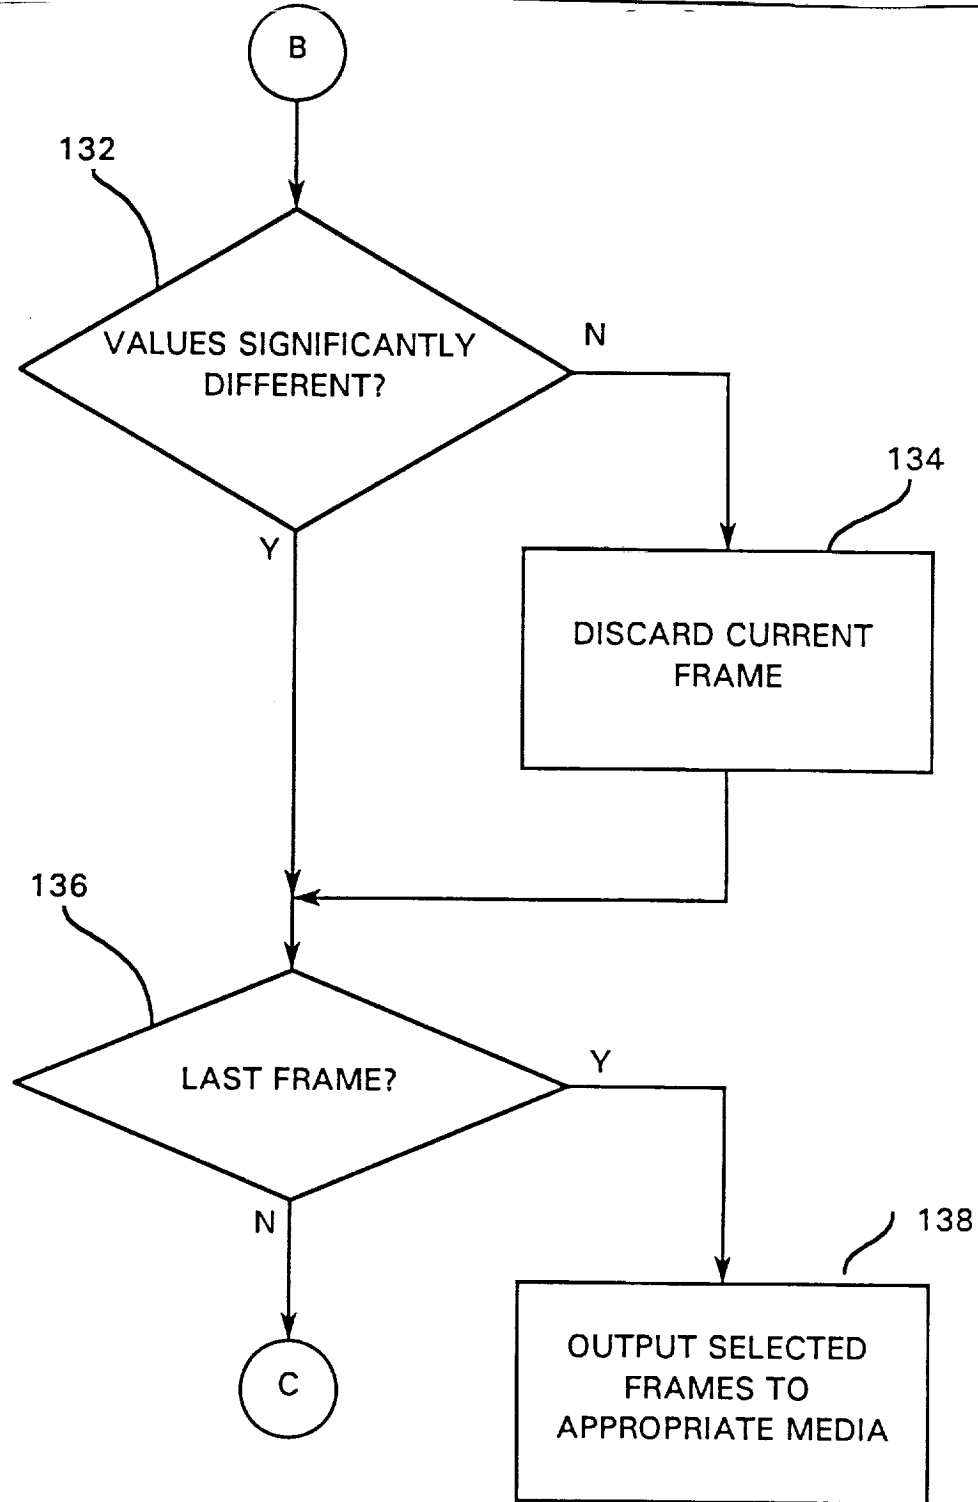 B
132
VALUES SIGNIFICANTLY
DIFFERENT?
N
134
Y
DISCARD CURRENT
FRAME
136
LAST FRAME?
Y
N
138
C
OUTPUT SELECTED
FRAMES TO
APPROPRIATE MEDIA